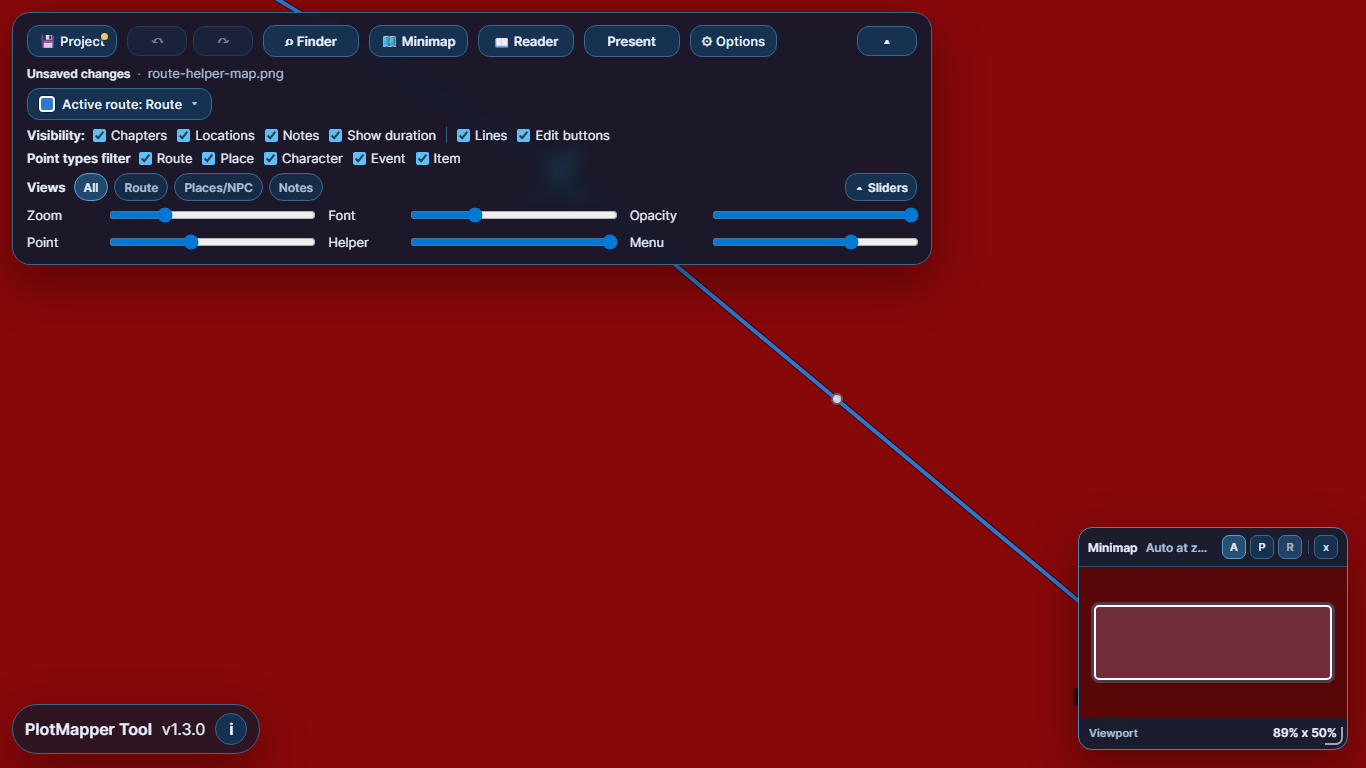 Project Finder Minimap Reader Present Options
Unsaved changes · route-helper-map.png
Active route: Route
Visibility: Chapters Locations Notes Show duration Lines Edit buttons
Point types filter Route Place Character Event Item
Views All Route Places/NPC Notes Sliders
Zoom Font Opacity
Point Helper Menu
Minimap Auto at z... A P R x
Viewport 89% x 50%
PlotMapper Tool v1.3.0 i